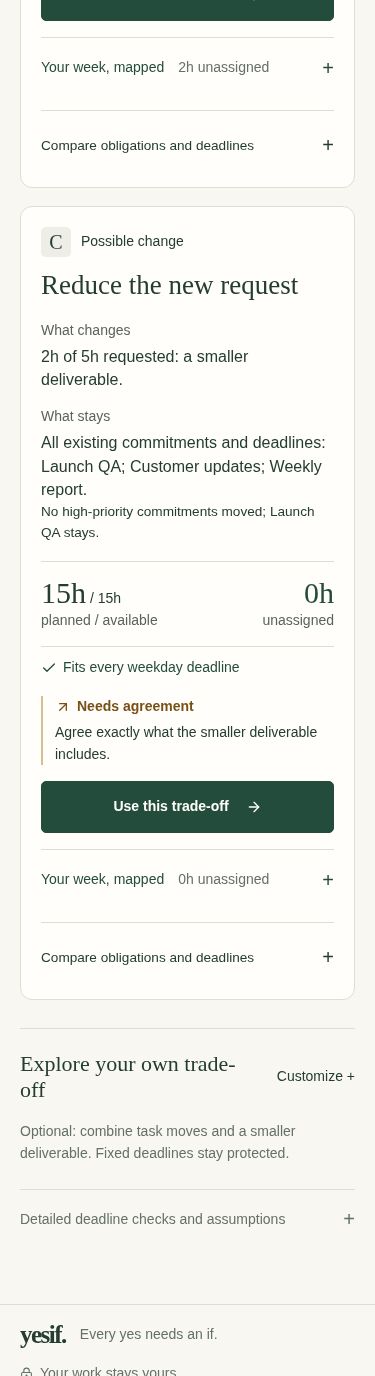 Your week, mapped 2h unassigned +
Compare obligations and deadlines +
C Possible change
Reduce the new request
What changes
2h of 5h requested: a smaller
deliverable.
What stays
All existing commitments and deadlines:
Launch QA; Customer updates; Weekly
report.
No high-priority commitments moved; Launch
QA stays.
15h / 15h 0h
planned / available unassigned
Fits every weekday deadline
Needs agreement
Agree exactly what the smaller deliverable
includes.
Use this trade-off →
Your week, mapped 0h unassigned +
Compare obligations and deadlines +
Explore your own trade-
off
Customize +
Optional: combine task moves and a smaller
deliverable. Fixed deadlines stay protected.
Detailed deadline checks and assumptions +
yesif. Every yes needs an if.
Your work stays yours